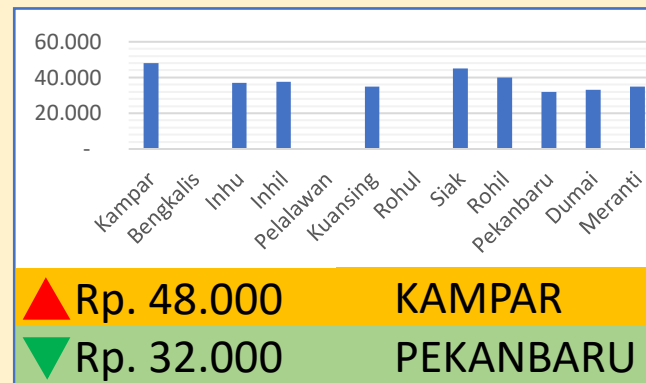 60.000
40.000
20.000
-
Kampar
Bengkalis
Inhu
Inhil
Pelalawan
Kuansing
Rohul
Siak
Rohil
Pekanbaru
Dumai
Meranti
Rp. 48.000 KAMPAR
Rp. 32.000 PEKANBARU